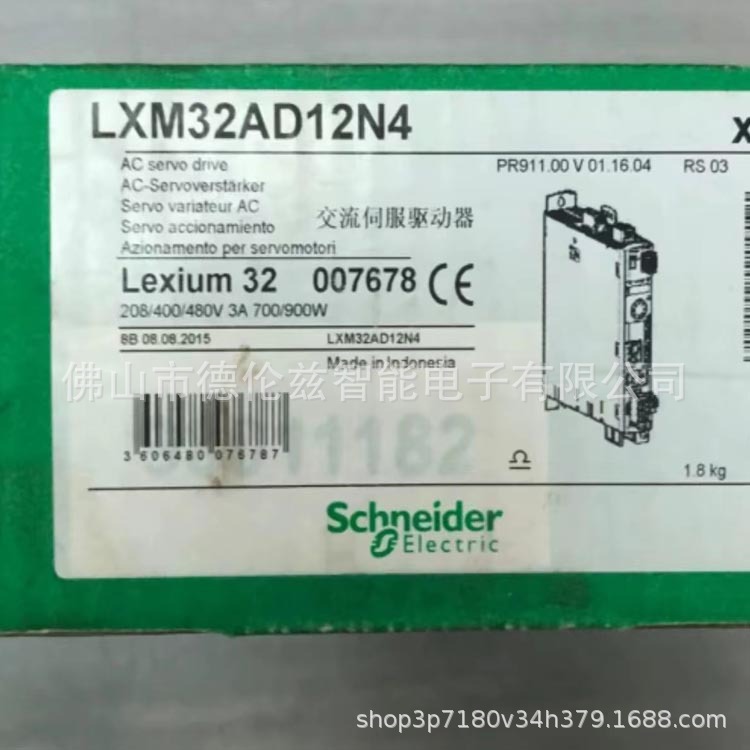 LXM32AD12N4
AC servo drive
PR911.00 V 01.16.04 RS 03
AC-Servoverstärker
Servo variateur AC
Servo accionamiento
交流伺服驱动器
Azionamento per servomotori
Lexium 32 007678 CE
208/400/480V 3A 700/900W
8B 08.08.2015 LXM32AD12N4
Made in Indonesia
佛山市德伦兹智能电子有限公司
11182
3 606480 076787
1.8 kg
Schneider
Electric
shop3p7180v34h379.1688.com